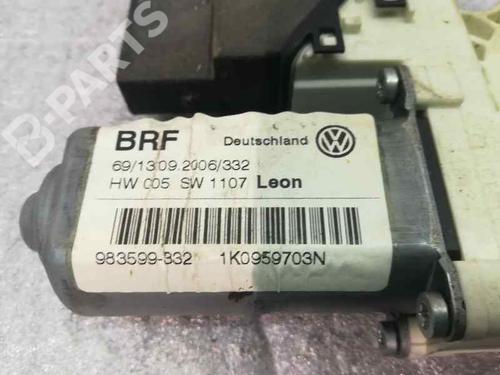 B-PARTS
BRF Deutschland
69/13.09.2006/332
HW 005 SW 1107 Leon
983599-332 1K0959703N